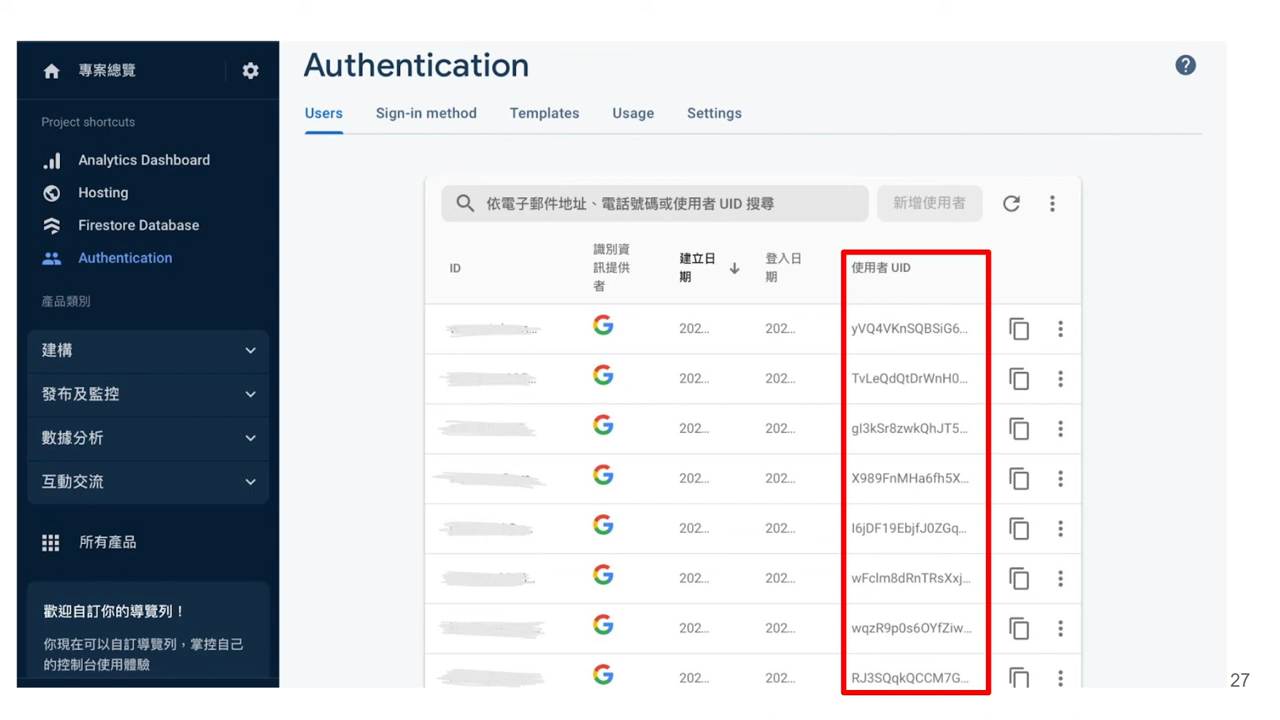 專案總覽
Project shortcuts
Analytics Dashboard
Hosting
Firestore Database
Authentication
產品類別
建構
發布及監控
數據分析
互動交流
所有產品
歡迎自訂你的導覽列！
你現在可以自訂導覽列，掌控自己
的控制台使用體驗
Authentication
?
Users Sign-in method Templates Usage Settings
依電子郵件地址、電話號碼或使用者 UID 搜尋 新增使用者
ID 識別資訊提供者 建立日期 登入日期 使用者 UID
202... 202... yVQ4VKnSQBSiG6...
202... 202... TvLeQdQtDrWnH0...
202... 202... gI3kSr8zwkQhJT5...
202... 202... X989FnMHa6fh5X...
202... 202... I6jDF19EbjfJ0ZGq...
202... 202... wFclm8dRnTRsXxj...
202... 202... wqzR9p0s6OYfZiw...
202... 202... RJ3SQqkQCCM7G...
27